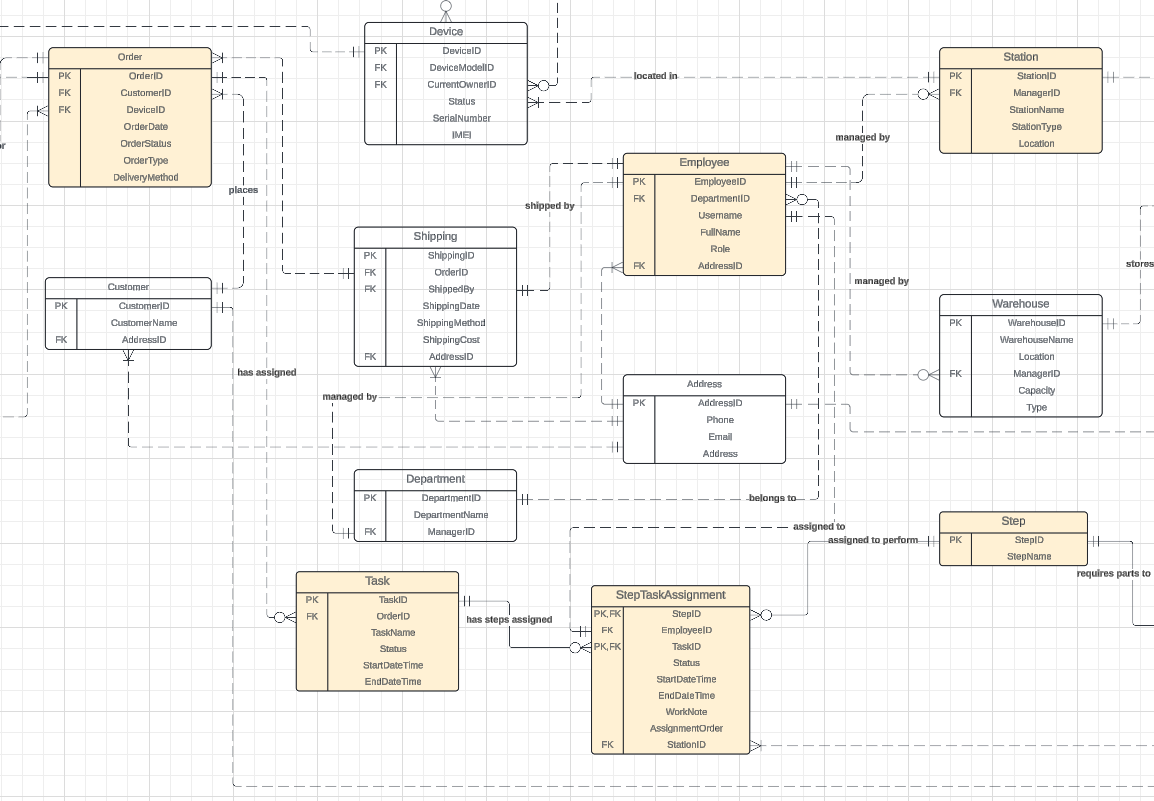 Device
PK DeviceID
FK DeviceModelID
FK CurrentOwnerID
Status
SerialNumber
IMEI
Order
PK OrderID
FK CustomerID
FK DeviceID
OrderDate
OrderStatus
OrderType
DeliveryMethod
located in
Station
PK StationID
FK ManagerID
StationName
StationType
Location
managed by
places
shipped by
Employee
PK EmployeeID
FK DepartmentID
Username
FullName
Role
FK AddressID
Shipping
PK ShippingID
FK OrderID
FK ShippedBy
ShippingDate
ShippingMethod
ShippingCost
FK AddressID
managed by
stores
Customer
PK CustomerID
CustomerName
FK AddressID
Warehouse
PK WarehouseID
WarehouseName
Location
FK ManagerID
Capacity
Type
has assigned
managed by
Address
PK AddressID
Phone
Email
Address
Department
PK DepartmentID
DepartmentName
FK ManagerID
belongs to
assigned to
assigned to perform
Step
PK StepID
StepName
requires parts to
Task
PK TaskID
FK OrderID
TaskName
Status
StartDateTime
EndDateTime
has steps assigned
StepTaskAssignment
PK,FK StepID
FK EmployeeID
PK,FK TaskID
Status
StartDateTime
EndDateTime
WorkNote
AssignmentOrder
FK StationID